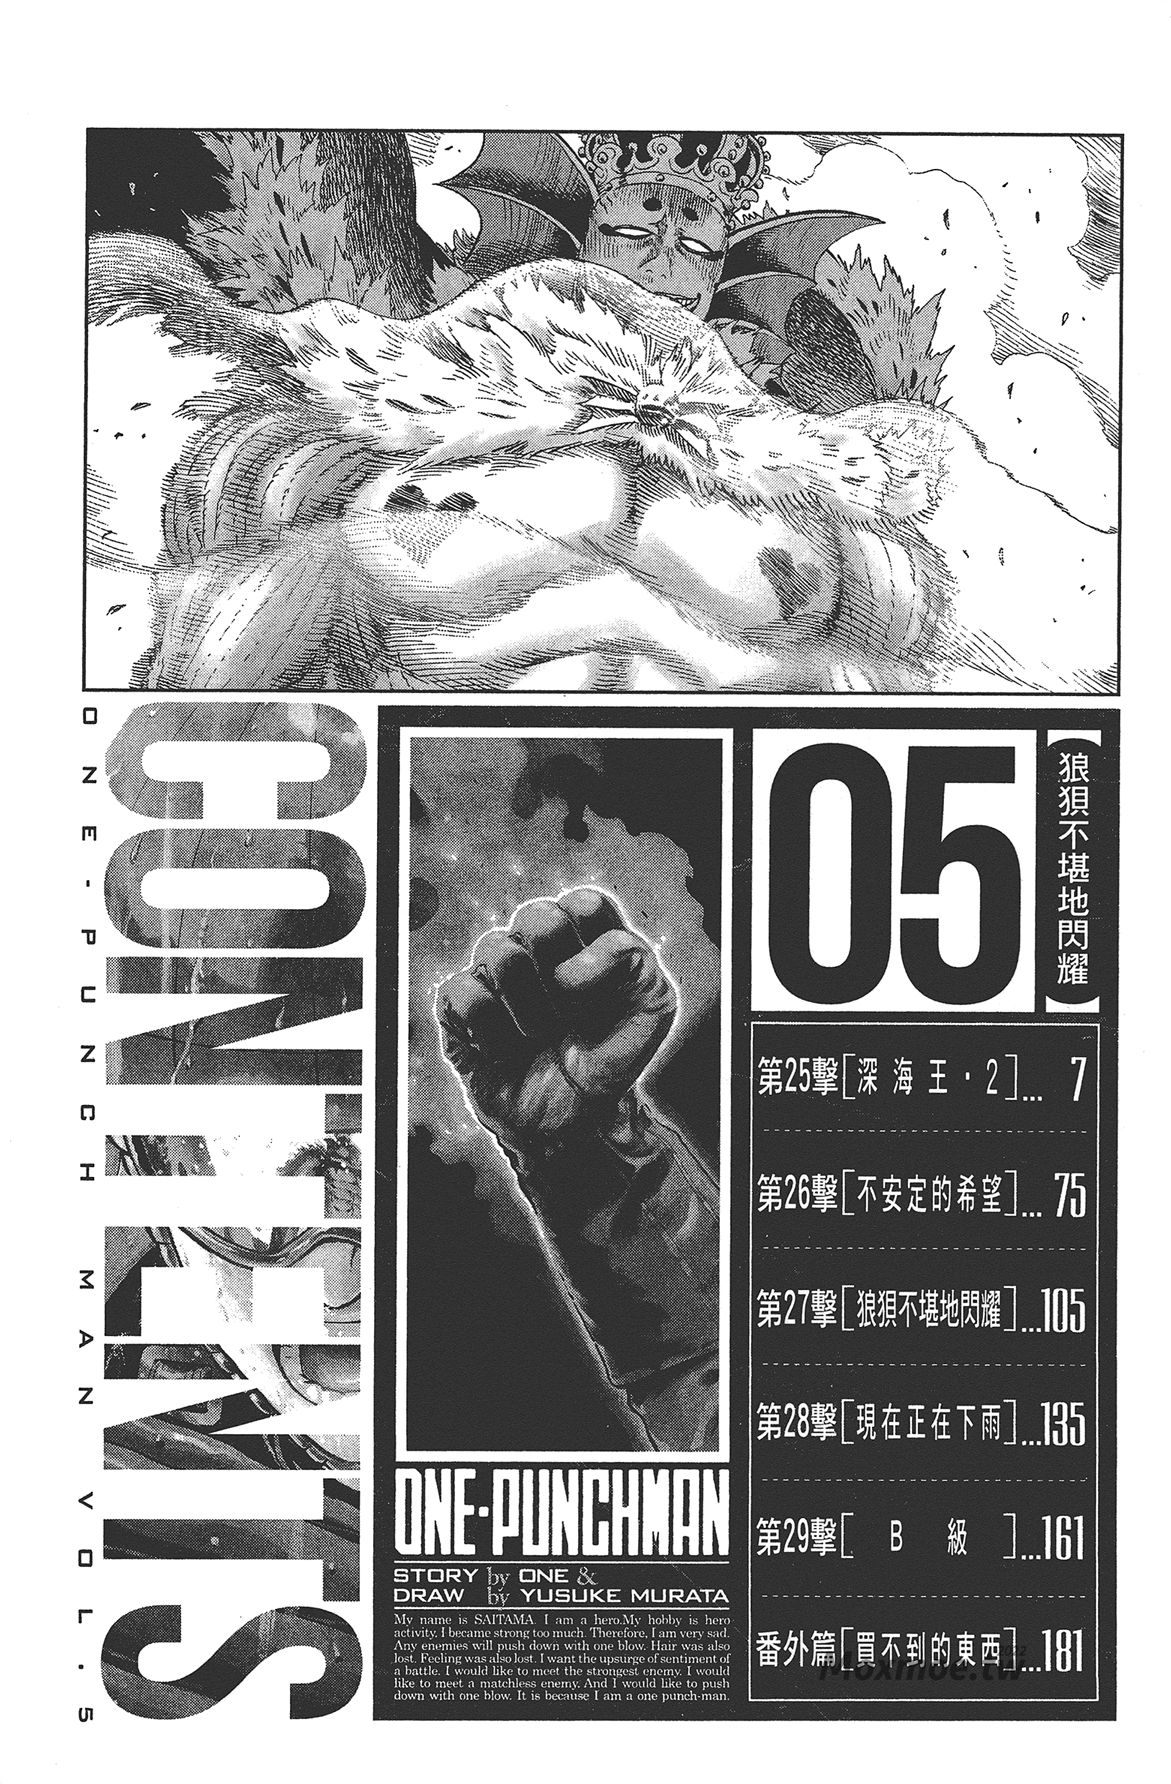 CONTENTS
ONE-PUNCH MAN VOL.5
05
【狼狽不堪地閃耀】
第25擊[深海王・2]...7
第26擊[不安定的希望]...75
第27擊[狼狽不堪地閃耀]...105
第28擊[現在正在下雨]...135
第29擊[B級]...161
番外篇[買不到的東西]...181
ONE-PUNCHMAN
STORY by ONE &
DRAW by YUSUKE MURATA
My name is SAITAMA. I am a hero.My hobby is hero
activity. I became strong too much. Therefore, I am very sad.
Any enemies will push down with one blow. Hair was also
lost. Feeling was also lost. I want the upsurge of sentiment of
a battle. I would like to meet the strongest enemy. I would
like to meet a matchless enemy. And I would like to push
down with one blow. It is because I am a one punch-man.
Moxmoe.tw